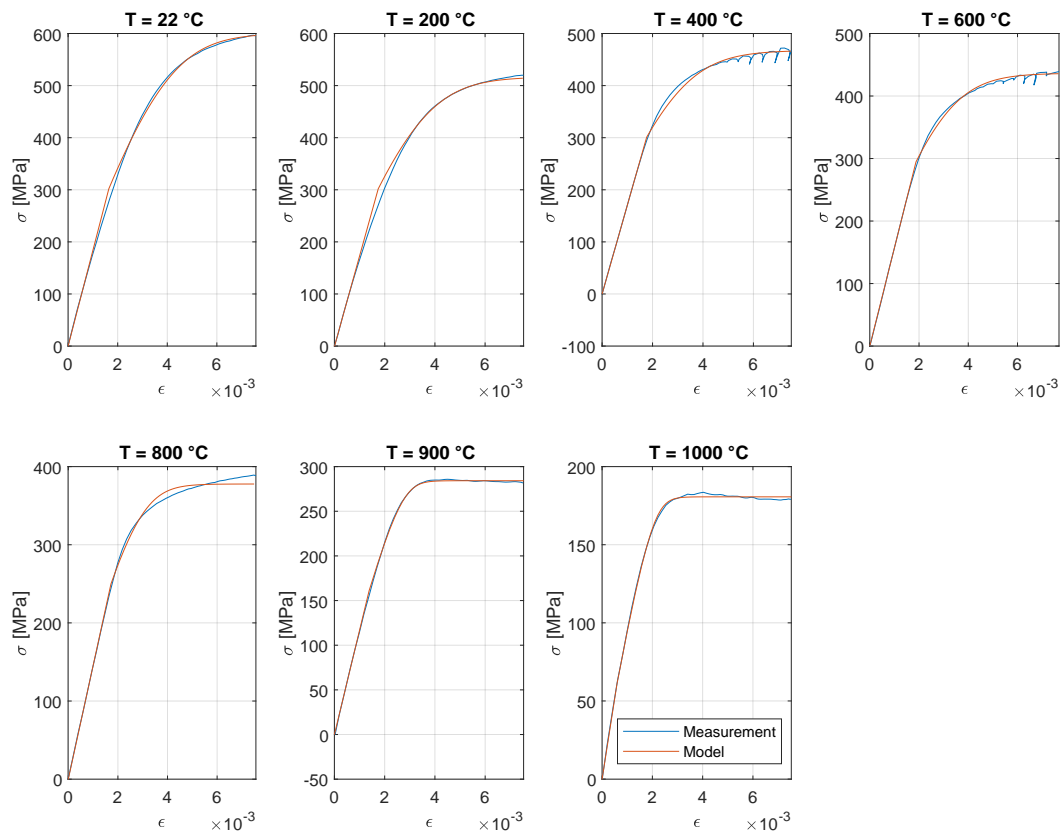 T = 22 °C
600
500
400
300
200
100
0
σ [MPa]
0 2 4 6
ϵ
×10-3
T = 200 °C
600
500
400
300
200
100
0
σ [MPa]
0 2 4 6
ϵ
×10-3
T = 400 °C
500
400
300
200
100
0
-100
σ [MPa]
0 2 4 6
ϵ
×10-3
T = 600 °C
500
400
300
200
100
0
σ [MPa]
0 2 4 6
ϵ
×10-3
T = 800 °C
400
300
200
100
0
σ [MPa]
0 2 4 6
ϵ
×10-3
T = 900 °C
300
250
200
150
100
50
0
-50
σ [MPa]
0 2 4 6
ϵ
×10-3
T = 1000 °C
200
150
100
50
0
σ [MPa]
Measurement
Model
0 2 4 6
ϵ
×10-3